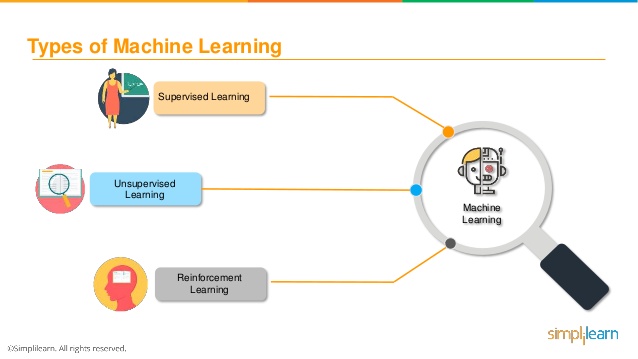 Types of Machine Learning
Supervised Learning
Unsupervised
Learning
Machine
Learning
Reinforcement
Learning
simplilearn
©Simplilearn. All rights reserved.